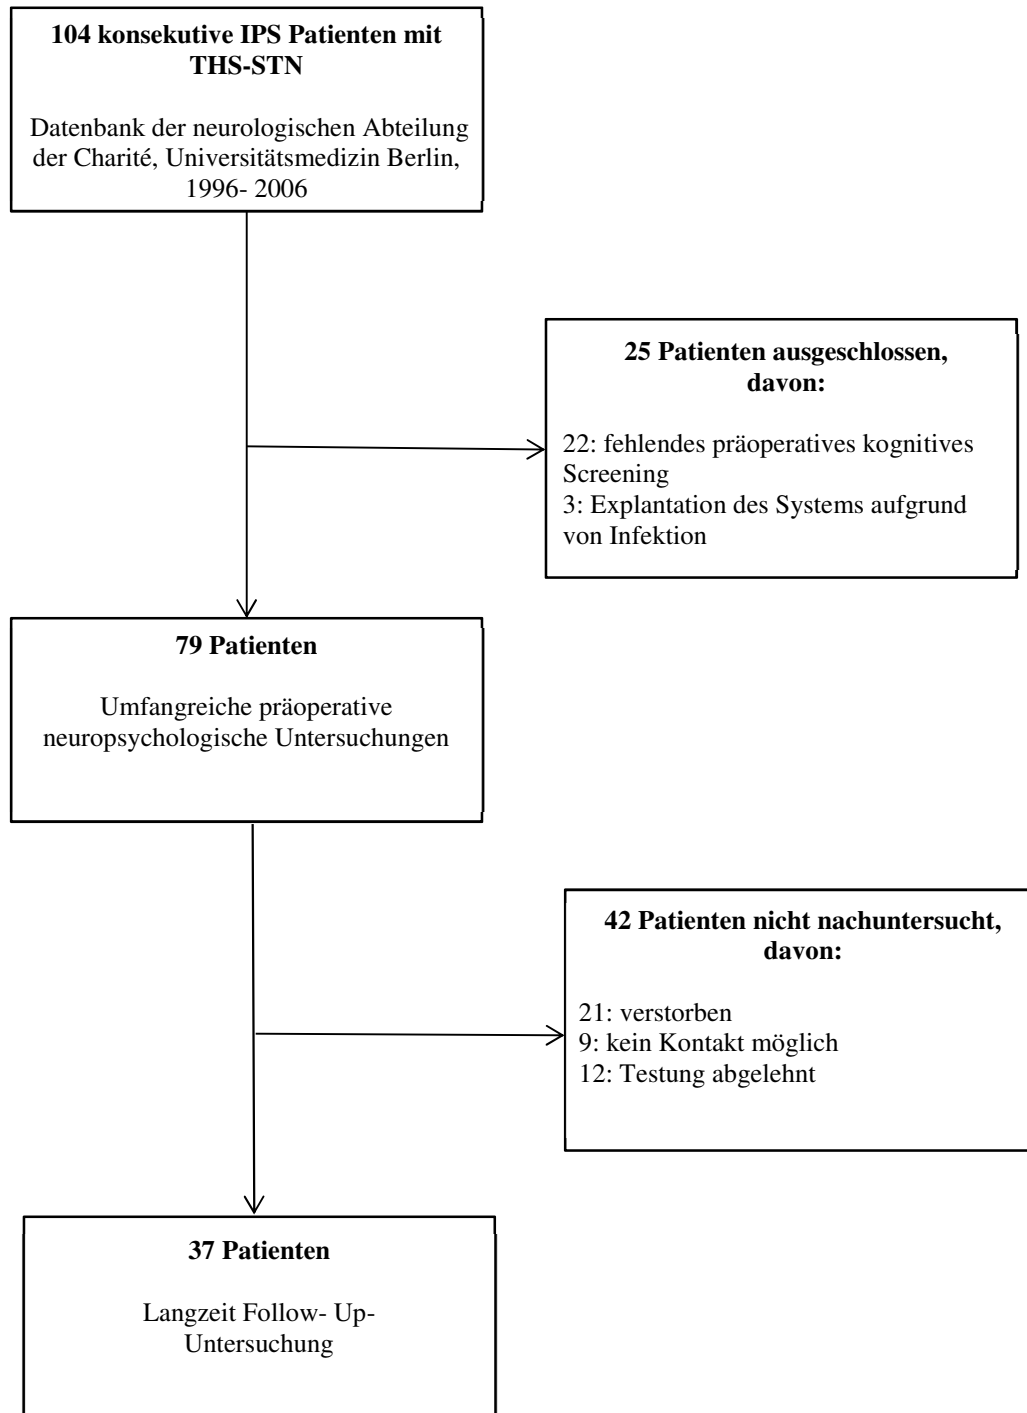 104 konsekutive IPS Patienten mit
THS-STN
Datenbank der neurologischen Abteilung
der Charité, Universitätsmedizin Berlin,
1996- 2006
25 Patienten ausgeschlossen,
davon:
22: fehlendes präoperatives kognitives
Screening
3: Explantation des Systems aufgrund
von Infektion
79 Patienten
Umfangreiche präoperative
neuropsychologische Untersuchungen
42 Patienten nicht nachuntersucht,
davon:
21: verstorben
9: kein Kontakt möglich
12: Testung abgelehnt
37 Patienten
Langzeit Follow- Up-
Untersuchung